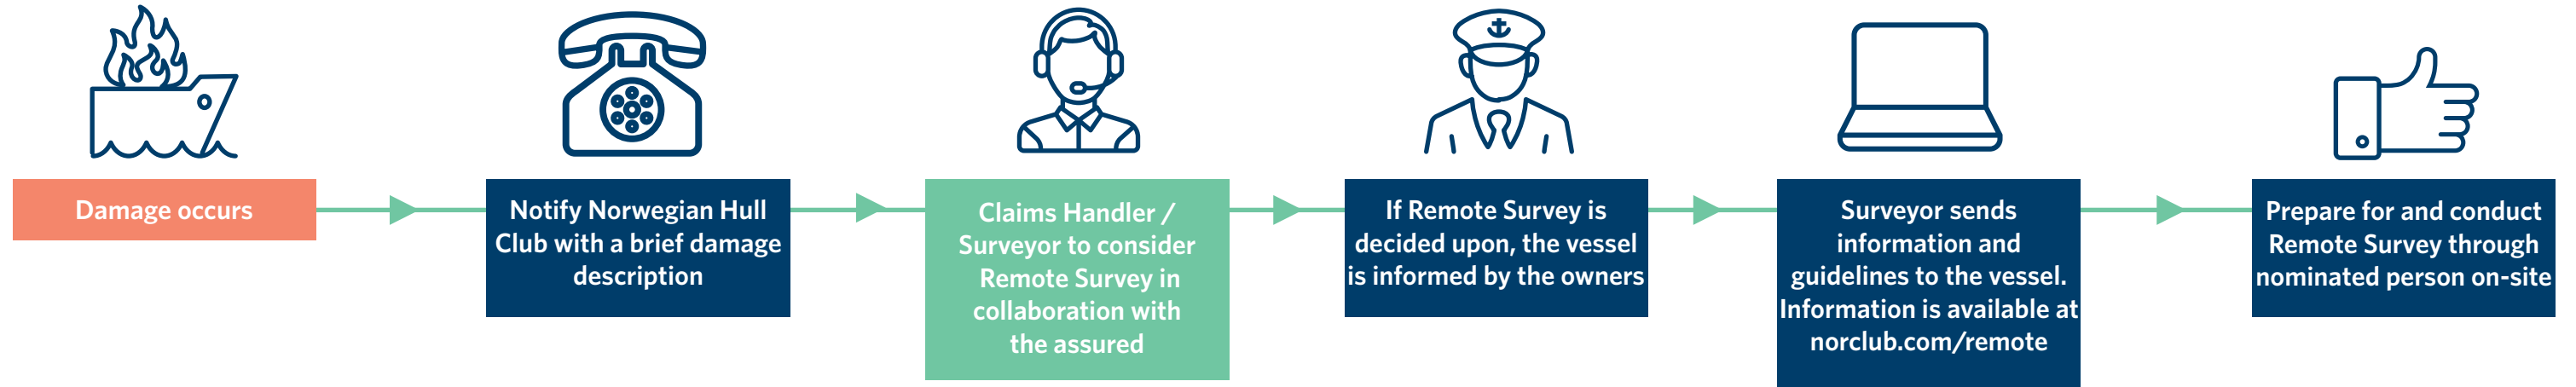 Damage occurs
Notify Norwegian Hull
Club with a brief damage
description
Claims Handler /
Surveyor to consider
Remote Survey in
collaboration with
the assured
If Remote Survey is
decided upon, the vessel
is informed by the owners
Surveyor sends
information and
guidelines to the vessel.
Information is available at
norclub.com/remote
Prepare for and conduct
Remote Survey through
nominated person on-site